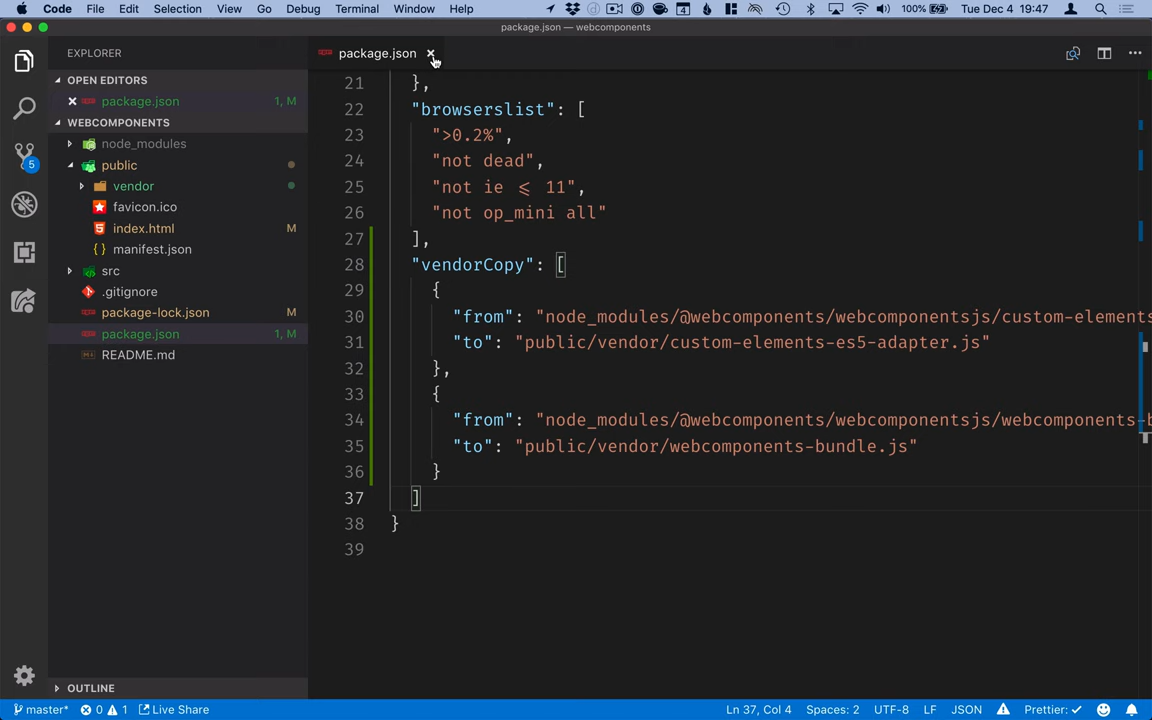 Code File Edit Selection View Go Debug Terminal Window Help 4 100% Tue Dec 4 19:47
package.json — webcomponents
EXPLORER
OPEN EDITORS
package.json 1, M
WEBCOMPONENTS
node_modules
public
vendor
favicon.ico
index.html M
manifest.json
src
.gitignore
package-lock.json M
package.json 1, M
README.md
OUTLINE
5
package.json
21 },
22 "browserslist": [
23 ">0.2%",
24 "not dead",
25 "not ie <= 11",
26 "not op_mini all"
27 ],
28 "vendorCopy": [
29 {
30 "from": "node_modules/@webcomponents/webcomponentsjs/custom-elements
31 "to": "public/vendor/custom-elements-es5-adapter.js"
32 },
33 {
34 "from": "node_modules/@webcomponents/webcomponentsjs/webcomponents-b
35 "to": "public/vendor/webcomponents-bundle.js"
36 }
37 ]
38 }
39
master* 0 1 Live Share Ln 37, Col 4 Spaces: 2 UTF-8 LF JSON Prettier: ✓